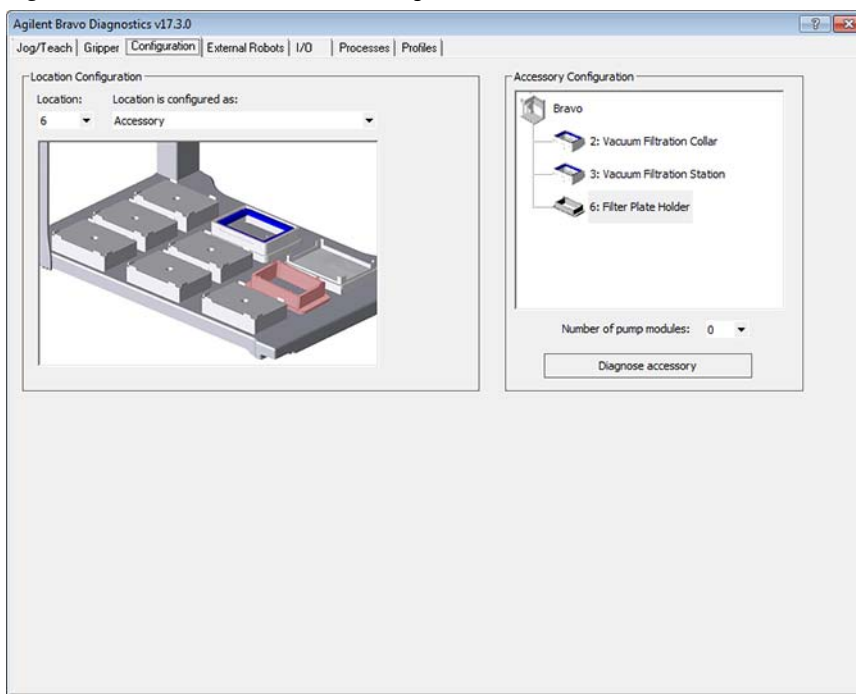 Agilent Bravo Diagnostics v17.3.0
Jog/Teach Gripper Configuration External Robots I/O Processes Profiles
Location Configuration
Location: Location is configured as:
6 Accessory
Accessory Configuration
Bravo
2: Vacuum Filtration Collar
3: Vacuum Filtration Station
6: Filter Plate Holder
Number of pump modules: 0
Diagnose accessory